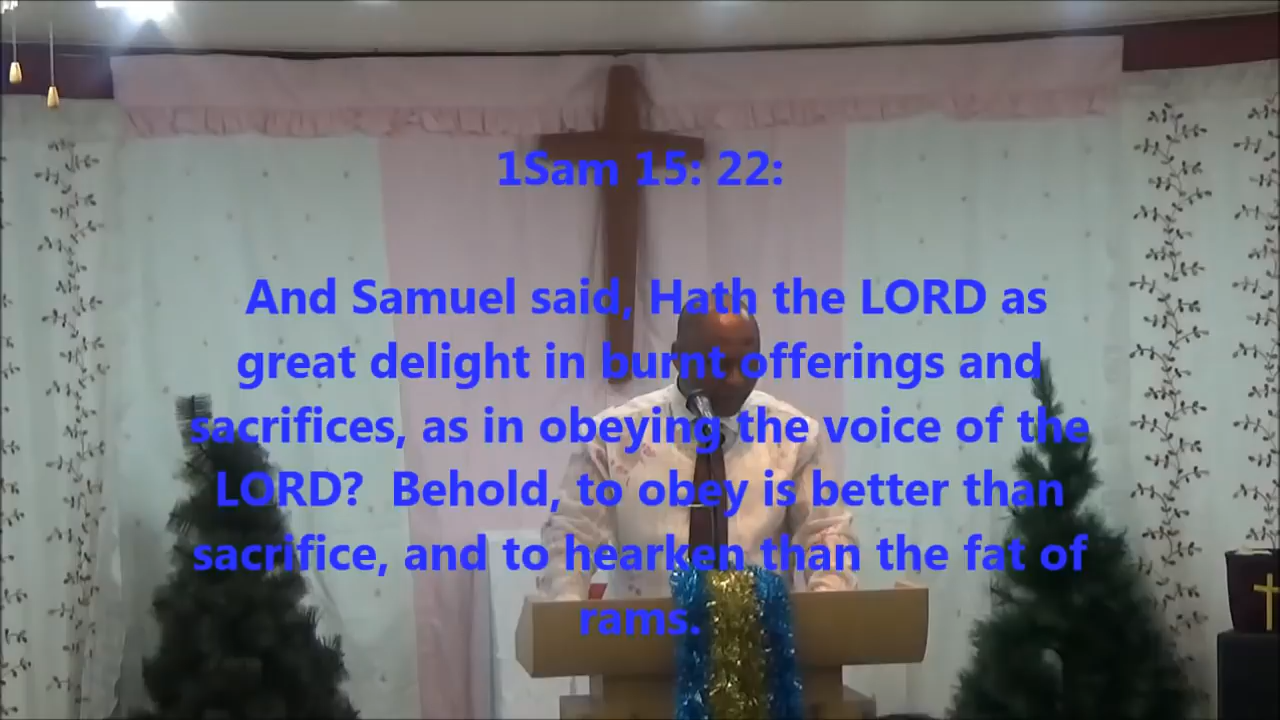 1Sam 15: 22:
And Samuel said, Hath the LORD as
great delight in burnt offerings and
sacrifices, as in obeying the voice of the
LORD?  Behold, to obey is better than
sacrifice, and to hearken than the fat of
rams.